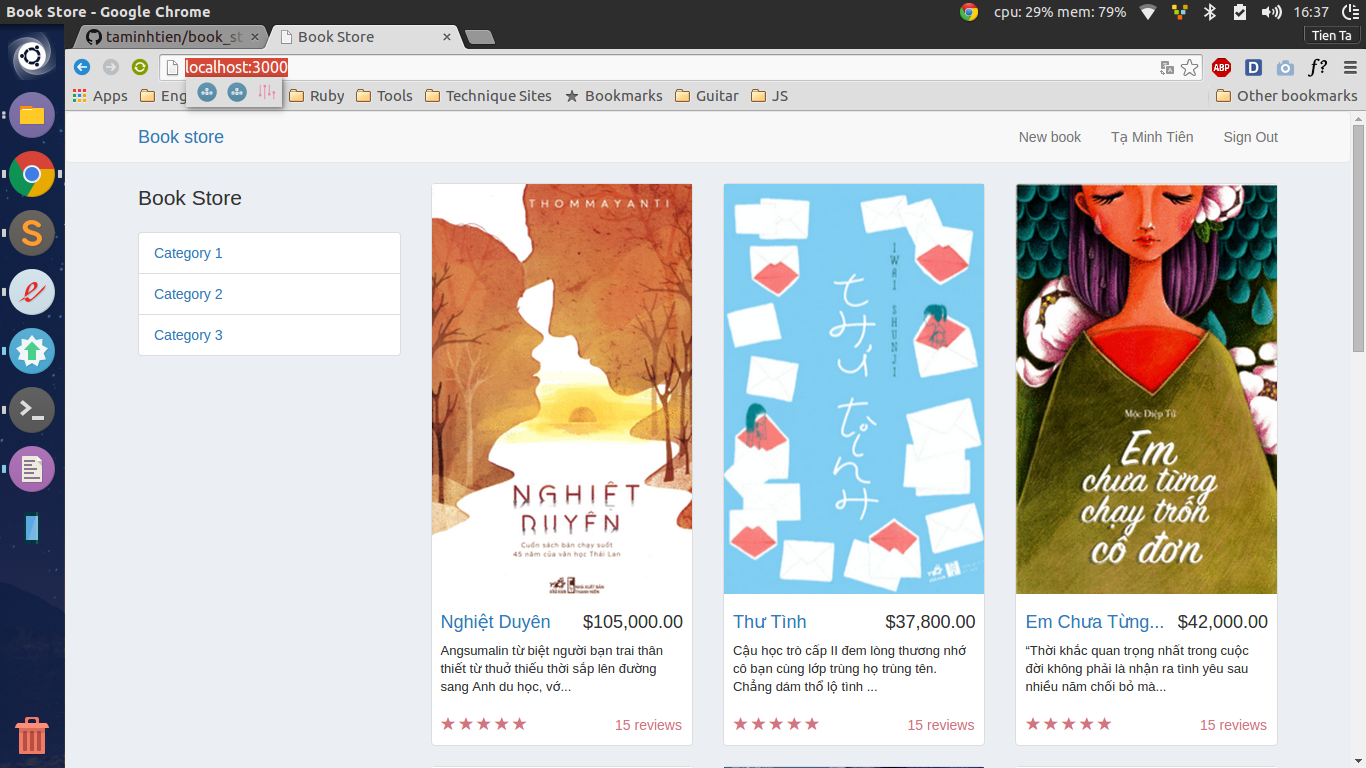 Book Store - Google Chrome
cpu: 29% mem: 79%
16:37
taminhtien/book_st
Book Store
Tien Ta
localhost:3000
ABP
D
f?
Apps
Eng
Ruby
Tools
Technique Sites
Bookmarks
Guitar
JS
Other bookmarks
Book store
New book
Tạ Minh Tiên
Sign Out
Book Store
Category 1
Category 2
Category 3
THOMMAYANTI
NGHIỆT
DUYÊN
Cuốn sách bán chạy suốt
45 năm của văn học Thái Lan
IWAI SHUNJI
thư tình
Mộc Diệp Tử
Em
chưa từng
chạy trốn
cô đơn
Nghiệt Duyên
$105,000.00
Angsumalin từ biệt người bạn trai thân
thiết từ thuở thiếu thời sắp lên đường
sang Anh du học, vớ...
15 reviews
Thư Tình
$37,800.00
Cậu học trò cấp II đem lòng thương nhớ
cô bạn cùng lớp trùng họ trùng tên.
Chẳng dám thổ lộ tình ...
15 reviews
Em Chưa Từng...
$42,000.00
“Thời khắc quan trọng nhất trong cuộc
đời không phải là nhận ra tình yêu sau
nhiều năm chối bỏ mà...
15 reviews